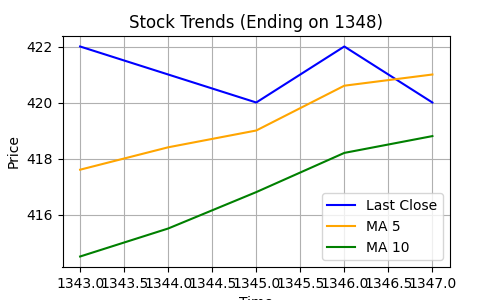 Stock Trends (Ending on 1348)
Price
422
420
418
416
Last Close
MA 5
MA 10
1343.0 1343.5 1344.0 1344.5 1345.0 1345.5 1346.0 1346.5 1347.0
Time